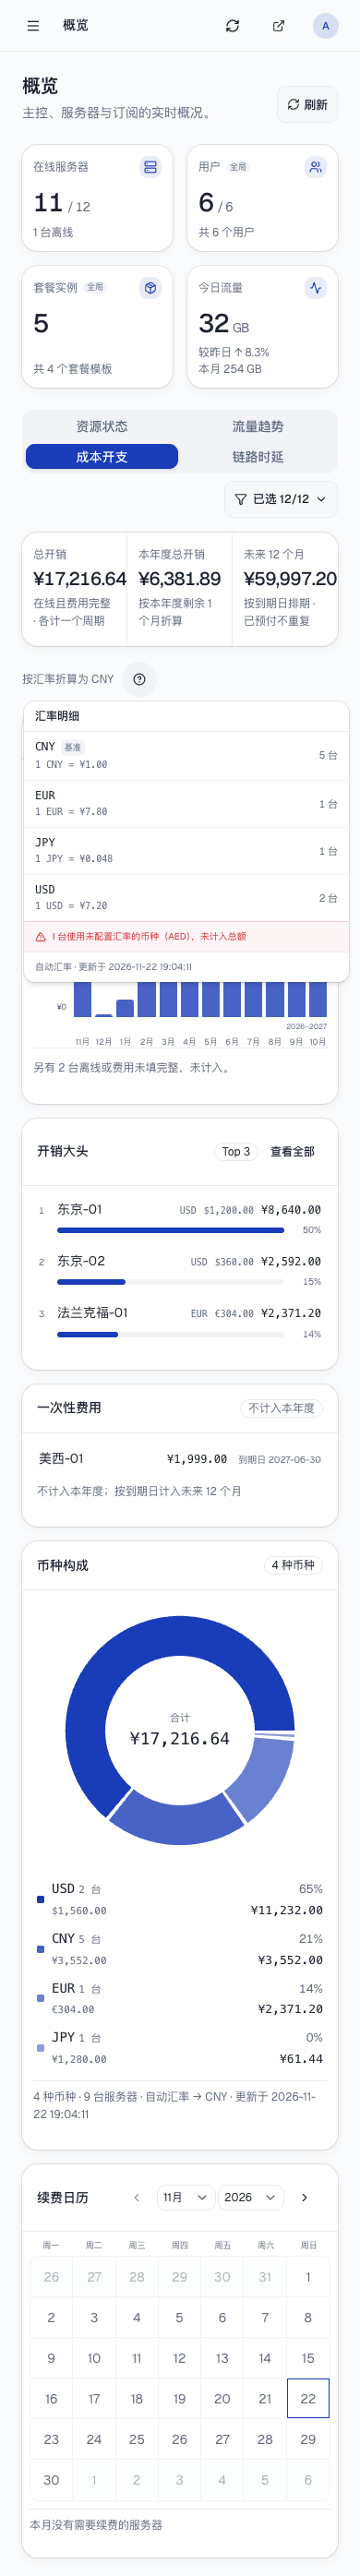 概览
A
概览
主控、服务器与订阅的实时概况。
刷新
在线服务器
11 / 12
1 台离线
用户 全局
6 / 6
共 6 个用户
套餐实例 全局
5
共 4 个套餐模板
今日流量
32 GB
较昨日 ↑ 8.3%
本月 254 GB
资源状态
流量趋势
成本开支
链路时延
已选 12/12
总开销
¥17,216.64
在线且费用完整
· 各计一个周期
本年度总开销
¥6,381.89
按本年度剩余 1
个月折算
未来 12 个月
¥59,997.20
按到期日排期 ·
已预付不重复
按汇率折算为 CNY
汇率明细
CNY 基准
1 CNY = ¥1.00
5 台
EUR
1 EUR = ¥7.80
1 台
JPY
1 JPY = ¥0.048
1 台
USD
1 USD = ¥7.20
2 台
1 台使用未配置汇率的币种（AED），未计入总额
自动汇率 · 更新于 2026-11-22 19:04:11
¥0
11月 12月 1月 2月 3月 4月 5月 6月 7月 8月 9月 10月
2026-2027
另有 2 台离线或费用未填完整，未计入。
开销大头
Top 3
查看全部
1 东京-01 USD $1,200.00 ¥8,640.00
50%
2 东京-02 USD $360.00 ¥2,592.00
15%
3 法兰克福-01 EUR €304.00 ¥2,371.20
14%
一次性费用
不计入本年度
美西-01 ¥1,999.00 到期日 2027-06-30
不计入本年度；按到期日计入未来 12 个月
币种构成
4 种币种
合计
¥17,216.64
USD 2 台 65%
$1,560.00 ¥11,232.00
CNY 5 台 21%
¥3,552.00 ¥3,552.00
EUR 1 台 14%
€304.00 ¥2,371.20
JPY 1 台 0%
¥1,280.00 ¥61.44
4 种币种 · 9 台服务器 · 自动汇率 → CNY · 更新于 2026-11-
22 19:04:11
续费日历
11月
2026
周一 周二 周三 周四 周五 周六 周日
26 27 28 29 30 31 1
2 3 4 5 6 7 8
9 10 11 12 13 14 15
16 17 18 19 20 21 22
23 24 25 26 27 28 29
30 1 2 3 4 5 6
本月没有需要续费的服务器